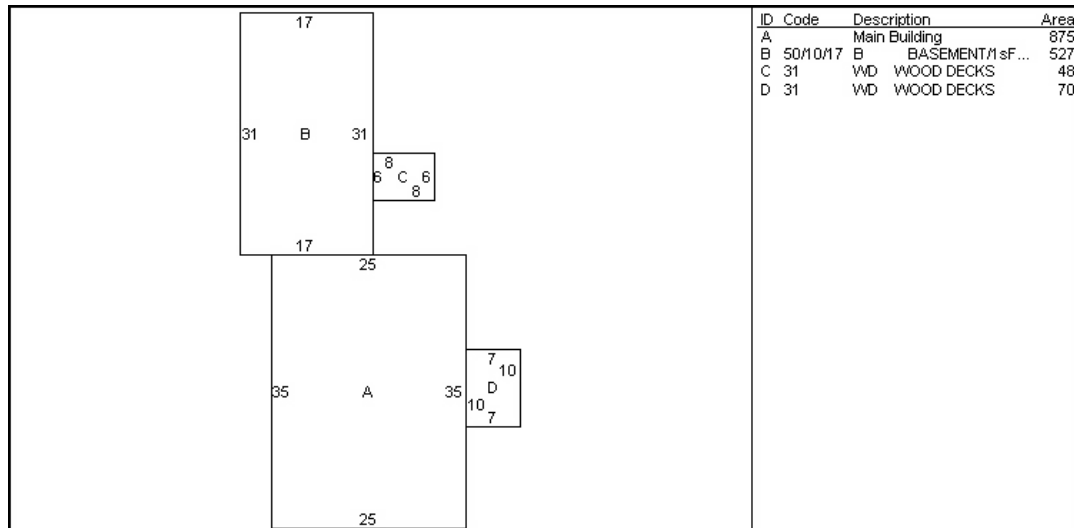 17
31 B 31
8
6 C 6
8
17
25
7
10
35 A 35 D
10
7
25
ID Code Description Area
A Main Building 875
B 50/10/17 B BASEMENT/1sF... 527
C 31 WD WOOD DECKS 48
D 31 WD WOOD DECKS 70